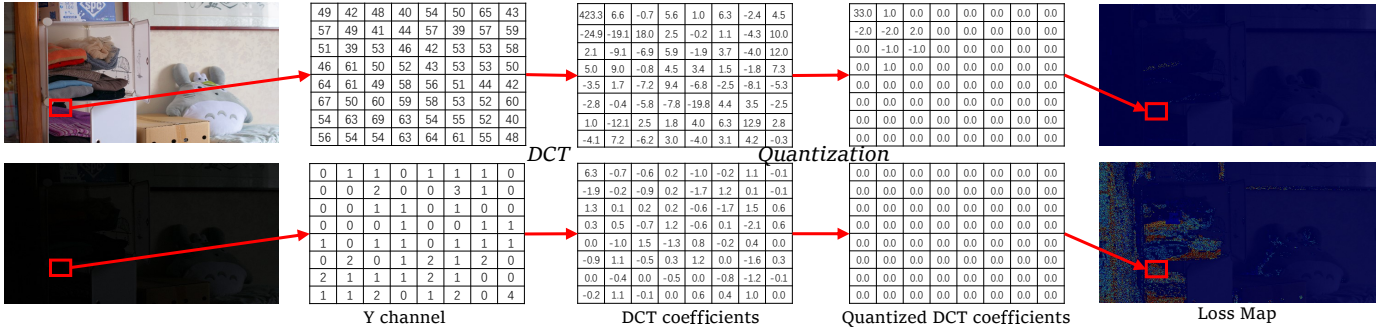 49 42 48 40 54 50 65 43
57 49 41 44 57 39 57 59
51 39 53 46 42 53 53 58
46 61 50 52 43 53 53 50
64 61 49 58 56 51 44 42
67 50 60 59 58 53 52 60
54 63 69 63 54 55 52 40
56 54 54 63 64 61 55 48
423.3 6.6 -0.7 5.6 1.0 6.3 -2.4 4.5
-24.9 -19.1 18.0 2.5 -0.2 1.1 -4.3 10.0
2.1 -9.1 -6.9 5.9 -1.9 3.7 -4.0 12.0
5.0 9.0 -0.8 4.5 3.4 1.5 -1.8 7.3
-3.5 1.7 -7.2 9.4 -6.8 -2.5 -8.1 -5.3
-2.8 -0.4 -5.8 -7.8 -19.8 4.4 3.5 -2.5
1.0 -12.1 2.5 1.8 4.0 6.3 12.9 2.8
-4.1 7.2 -6.2 3.0 -4.0 3.1 4.2 -0.3
33.0 1.0 0.0 0.0 0.0 0.0 0.0 0.0
-2.0 -2.0 2.0 0.0 0.0 0.0 0.0 0.0
0.0 -1.0 -1.0 0.0 0.0 0.0 0.0 0.0
0.0 1.0 0.0 0.0 0.0 0.0 0.0 0.0
0.0 0.0 0.0 0.0 0.0 0.0 0.0 0.0
0.0 0.0 0.0 0.0 0.0 0.0 0.0 0.0
0.0 0.0 0.0 0.0 0.0 0.0 0.0 0.0
0.0 0.0 0.0 0.0 0.0 0.0 0.0 0.0
DCT
Quantization
0 1 1 0 1 1 1 0
0 0 2 0 0 3 1 0
0 0 1 1 0 1 0 0
0 0 0 1 0 0 1 1
1 0 1 1 0 1 1 1
0 2 0 1 2 1 2 0
2 1 1 1 2 1 0 0
1 1 2 0 1 2 0 4
6.3 -0.7 -0.6 0.2 -1.0 -0.2 1.1 -0.1
-1.9 -0.2 -0.9 0.2 -1.7 1.2 0.1 -0.1
1.3 0.1 0.2 0.2 -0.6 -1.7 1.5 0.6
0.3 0.5 -0.7 1.2 -0.6 0.1 -2.1 0.6
0.0 -1.0 1.5 -1.3 0.8 -0.2 0.4 0.0
-0.9 1.1 -0.5 0.3 1.2 0.0 -1.6 0.3
0.0 -0.4 0.0 -0.5 0.0 -0.8 -1.2 -0.1
-0.2 1.1 -0.1 0.0 0.6 0.4 1.0 0.0
0.0 0.0 0.0 0.0 0.0 0.0 0.0 0.0
0.0 0.0 0.0 0.0 0.0 0.0 0.0 0.0
0.0 0.0 0.0 0.0 0.0 0.0 0.0 0.0
0.0 0.0 0.0 0.0 0.0 0.0 0.0 0.0
0.0 0.0 0.0 0.0 0.0 0.0 0.0 0.0
0.0 0.0 0.0 0.0 0.0 0.0 0.0 0.0
0.0 0.0 0.0 0.0 0.0 0.0 0.0 0.0
0.0 0.0 0.0 0.0 0.0 0.0 0.0 0.0
Y channel
DCT coefficients
Quantized DCT coefficients
Loss Map